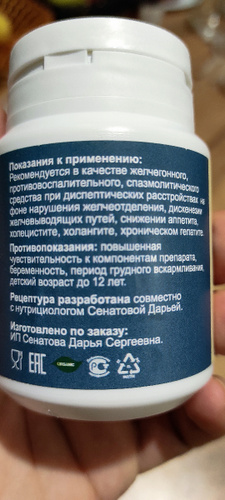 Показания к применению:
Рекомендуется в качестве желчегонного,
противовоспалительного, спазмолитического
средства при диспептических расстройствах на
фоне нарушения желчеотделения, дискенезии
желчевыводящих путей, снижении аппетита,
холецистите, холангите, хроническом гепатите.
Противопоказания: повышенная
чувствительность к компонентам препарата,
беременность, период грудного вскармливания,
детский возраст до 12 лет.
Рецептура разработана совместно
с нутрициологом Сенатовой Дарьей.
Изготовлено по заказу:
ИП Сенатова Дарья Сергеевна.
EAC